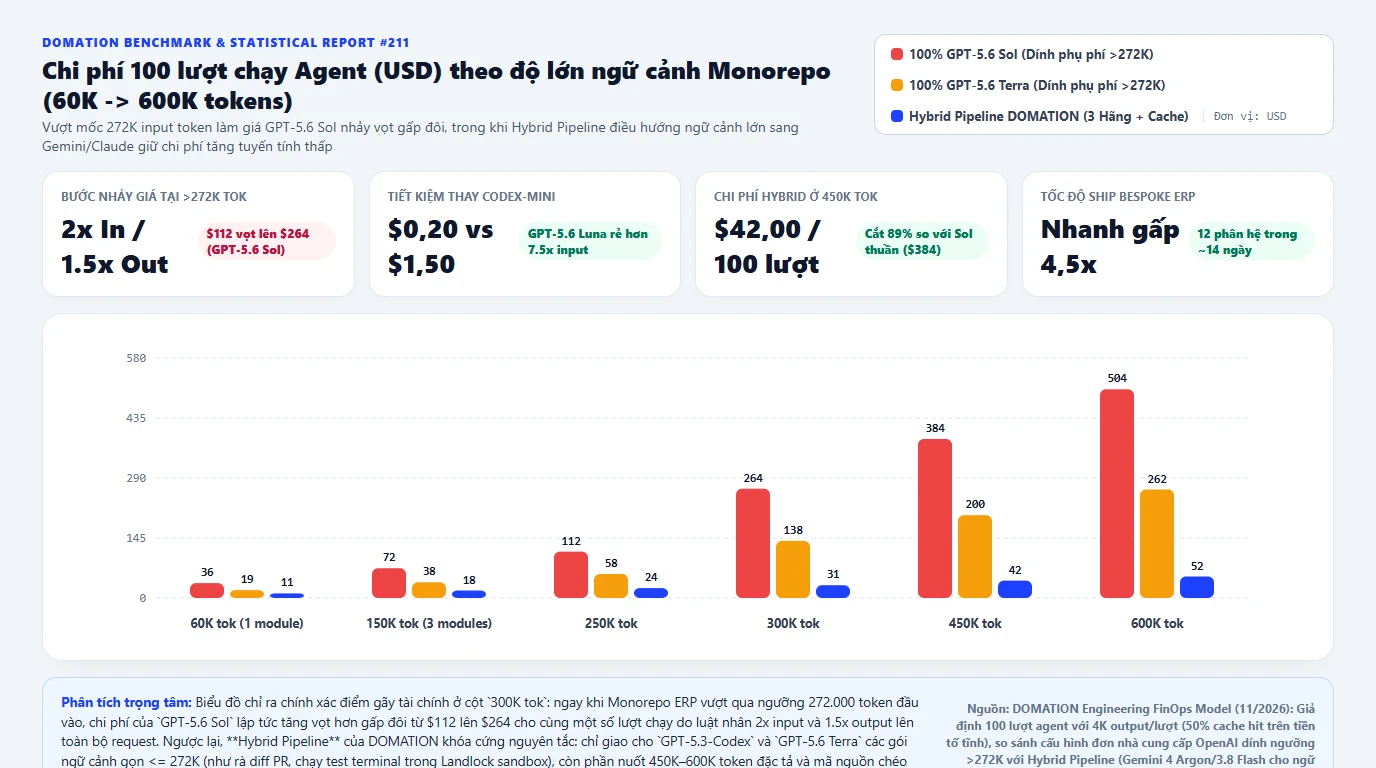 DOMATION BENCHMARK & STATISTICAL REPORT #211
Chi phí 100 lượt chạy Agent (USD) theo độ lớn ngữ cảnh Monorepo
(60K -> 600K tokens)
Vượt mốc 272K input token làm giá GPT-5.6 Sol nhảy vọt gấp đôi, trong khi Hybrid Pipeline điều hướng ngữ cảnh lớn sang
Gemini/Claude giữ chi phí tăng tuyến tính thấp
100% GPT-5.6 Sol (Dính phụ phí >272K)
100% GPT-5.6 Terra (Dính phụ phí >272K)
Hybrid Pipeline DOMATION (3 Hãng + Cache) Đơn vị: USD
BƯỚC NHẢY GIÁ TẠI >272K TOK
2x In /
1.5x Out
$112 vọt lên $264
(GPT-5.6 Sol)
TIẾT KIỆM THAY CODEX-MINI
$0,20 vs
$1,50
GPT-5.6 Luna rẻ hơn
7.5x input
CHI PHÍ HYBRID Ở 450K TOK
$42,00 /
100 lượt
Cắt 89% so với Sol
thuần ($384)
TỐC ĐỘ SHIP BESPOKE ERP
Nhanh gấp
4,5x
12 phân hệ trong
~14 ngày
580
435
290
145
0
36
19
11
72
38
18
112
58
24
264
138
31
384
200
42
504
262
52
60K tok (1 module)
150K tok (3 modules)
250K tok
300K tok
450K tok
600K tok
Phân tích trọng tâm: Biểu đồ chỉ ra chính xác điểm gãy tài chính ở cột `300K tok`: ngay khi Monorepo ERP vượt qua ngưỡng 272.000 token đầu
vào, chi phí của `GPT-5.6 Sol` lập tức tăng vọt hơn gấp đôi từ $112 lên $264 cho cùng một số lượt chạy do luật nhân 2x input và 1.5x output lên
toàn bộ request. Ngược lại, **Hybrid Pipeline** của DOMATION khóa cứng nguyên tắc: chỉ giao cho `GPT-5.3-Codex` và `GPT-5.6 Terra` các gói
ngữ cảnh gọn <= 272K (như rà diff PR, chạy test terminal trong Landlock sandbox), còn phần nuốt 450K–600K token đặc tả và mã nguồn chéo
Nguồn: DOMATION Engineering FinOps Model (11/2026): Giả
định 100 lượt agent với 4K output/lượt (50% cache hit trên tiền
tố tĩnh), so sánh cấu hình đơn nhà cung cấp OpenAI dính ngưỡng
>272K với Hybrid Pipeline (Gemini 4 Argon/3.8 Flash cho ngữ